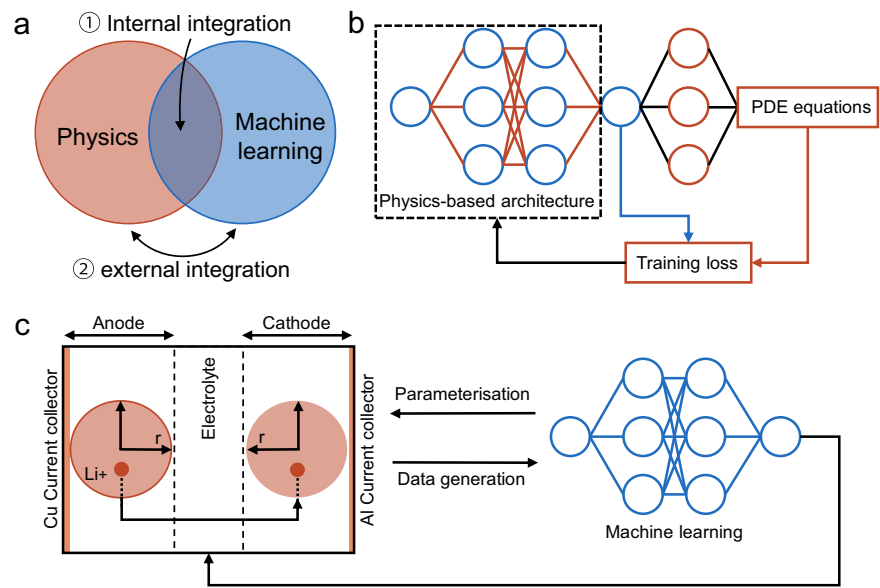 a
① Internal integration
Physics
Machine
learning
② external integration
b
PDE equations
Physics-based architecture
Training loss
c
Anode
Cathode
Cu Current collector
Electrolyte
Al Current collector
r
r
Li+
Parameterisation
Data generation
Machine learning